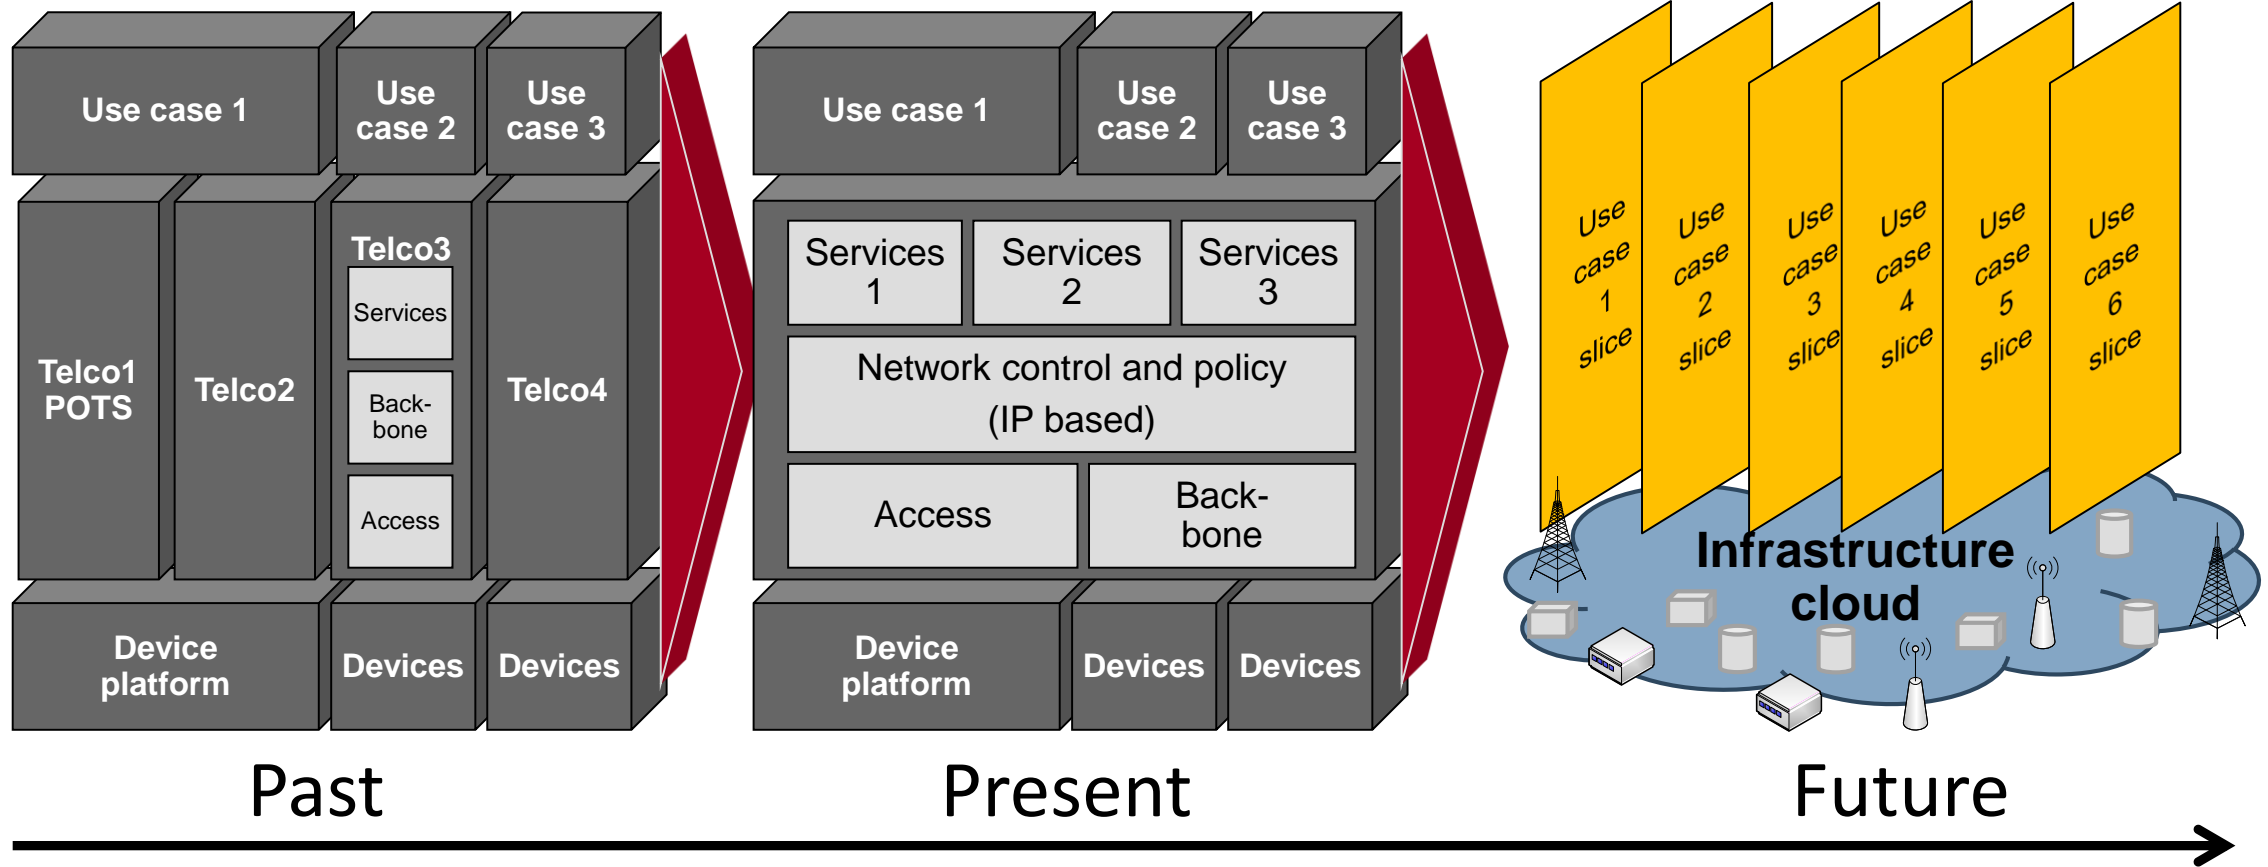 Use case 1
Use
case 2
Use
case 3
Telco1
POTS
Telco2
Telco3
Services
Back-
bone
Access
Telco4
Device
platform
Devices
Devices
Use case 1
Use
case 2
Use
case 3
Services
1
Services
2
Services
3
Network control and policy
(IP based)
Access
Back-
bone
Device
platform
Devices
Devices
Use
case
1
slice
Use
case
2
slice
Use
case
3
slice
Use
case
4
slice
Use
case
5
slice
Use
case
6
slice
Infrastructure
cloud
Past
Present
Future